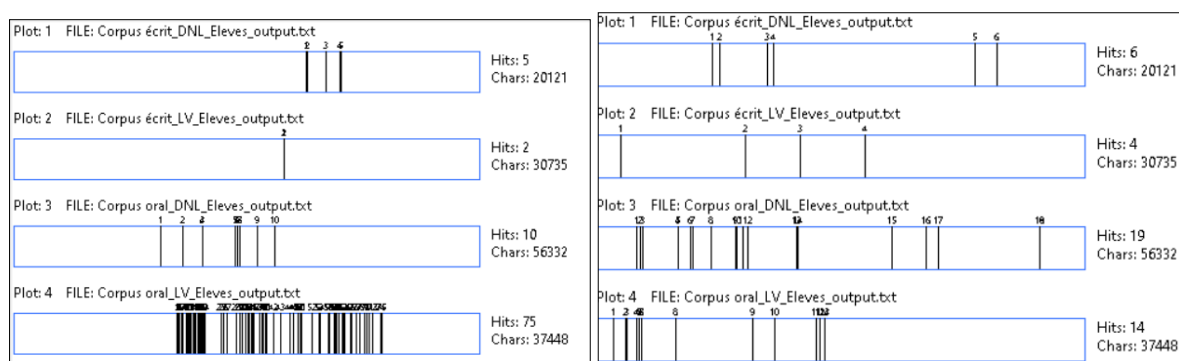 Plot: 1 FILE: Corpus écrit_DNL_Eleves_output.txt
3
Hits: 5
Chars: 20121
Plot: 2 FILE: Corpus écrit_LV_Eleves_output.txt
Hits: 2
Chars: 30735
Plot: 3 FILE: Corpus oral_DNL_Eleves_output.txt
1 2 9 10
Hits: 10
Chars: 56332
Plot: 4 FILE: Corpus oral_LV_Eleves_output.txt
Hits: 75
Chars: 37448
Plot: 1 FILE: Corpus écrit_DNL_Eleves_output.txt
1 2 3 4 5 6
Hits: 6
Chars: 20121
Plot: 2 FILE: Corpus écrit_LV_Eleves_output.txt
1 2 3 4
Hits: 4
Chars: 30735
Plot: 3 FILE: Corpus oral_DNL_Eleves_output.txt
8 12 15 16 17
Hits: 19
Chars: 56332
Plot: 4 FILE: Corpus oral_LV_Eleves_output.txt
1 8 9 10
Hits: 14
Chars: 37448